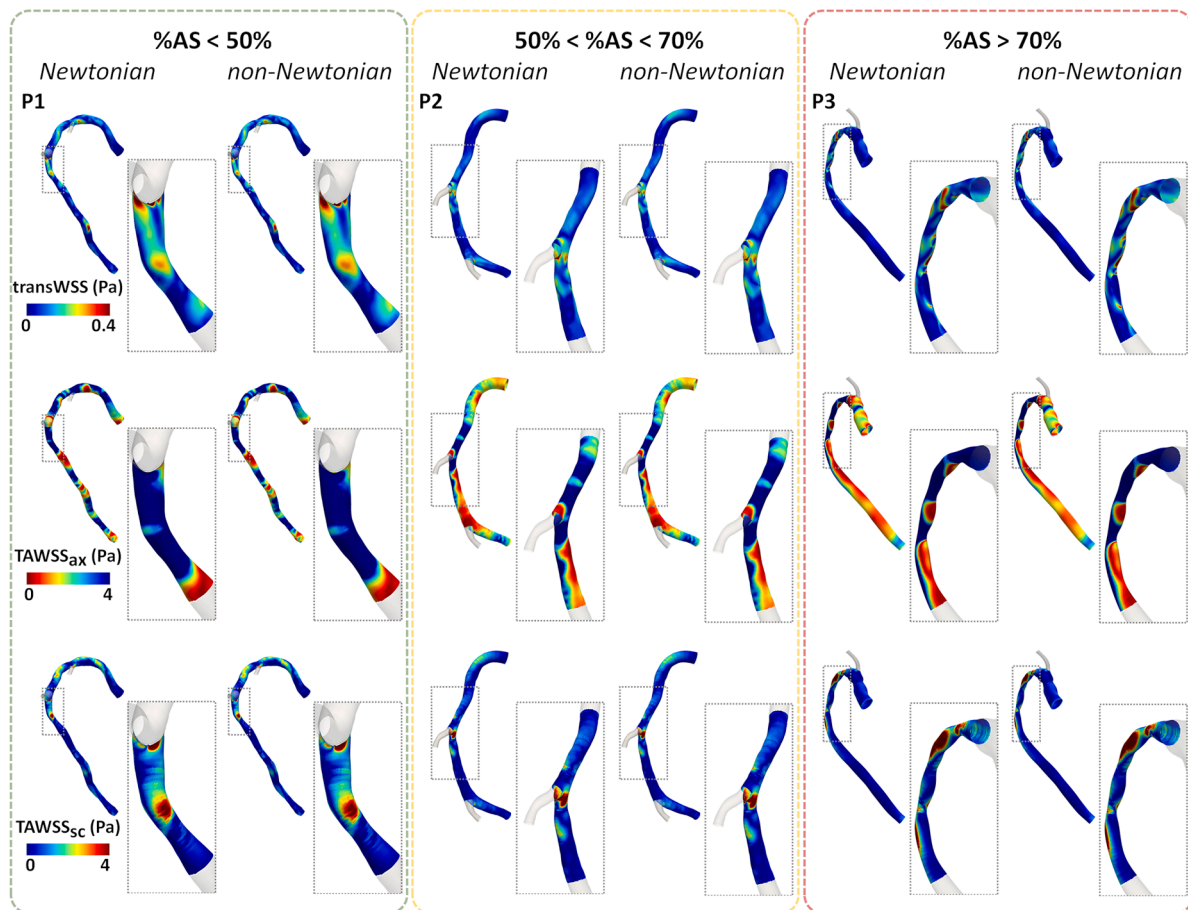 %AS < 50%
50% < %AS < 70%
%AS > 70%
Newtonian non-Newtonian
Newtonian non-Newtonian
Newtonian non-Newtonian
P1
P2
P3
transWSS (Pa)
0 0.4
TAWSSax (Pa)
0 4
TAWSSsc (Pa)
0 4